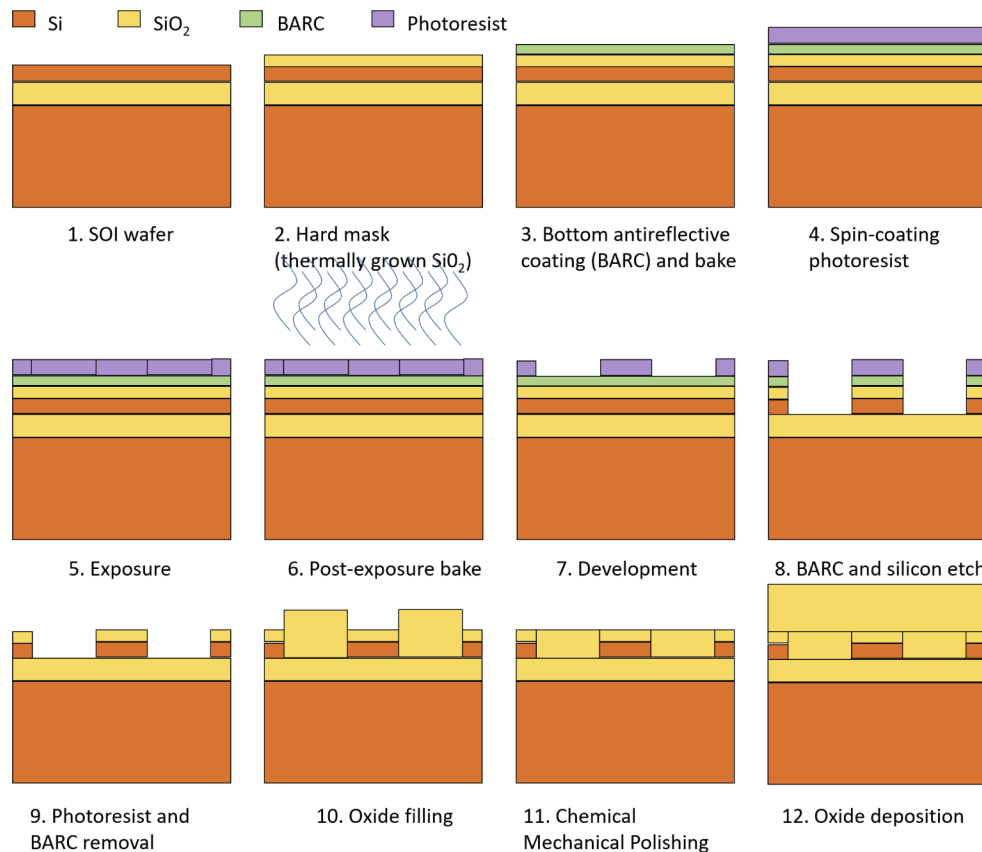 Si
SiO₂
BARC
Photoresist
1. SOI wafer
2. Hard mask
(thermally grown SiO₂)
3. Bottom antireflective
coating (BARC) and bake
4. Spin-coating
photoresist
5. Exposure
6. Post-exposure bake
7. Development
8. BARC and silicon etch
9. Photoresist and
BARC removal
10. Oxide filling
11. Chemical
Mechanical Polishing
12. Oxide deposition